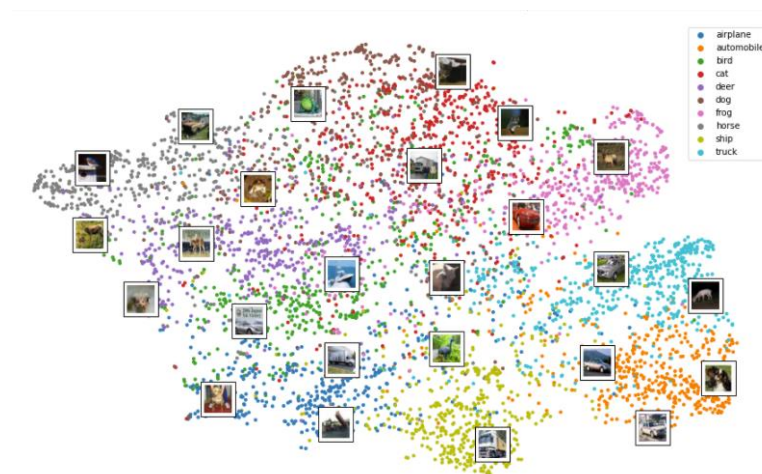 airplane
automobile
bird
cat
deer
dog
frog
horse
ship
truck